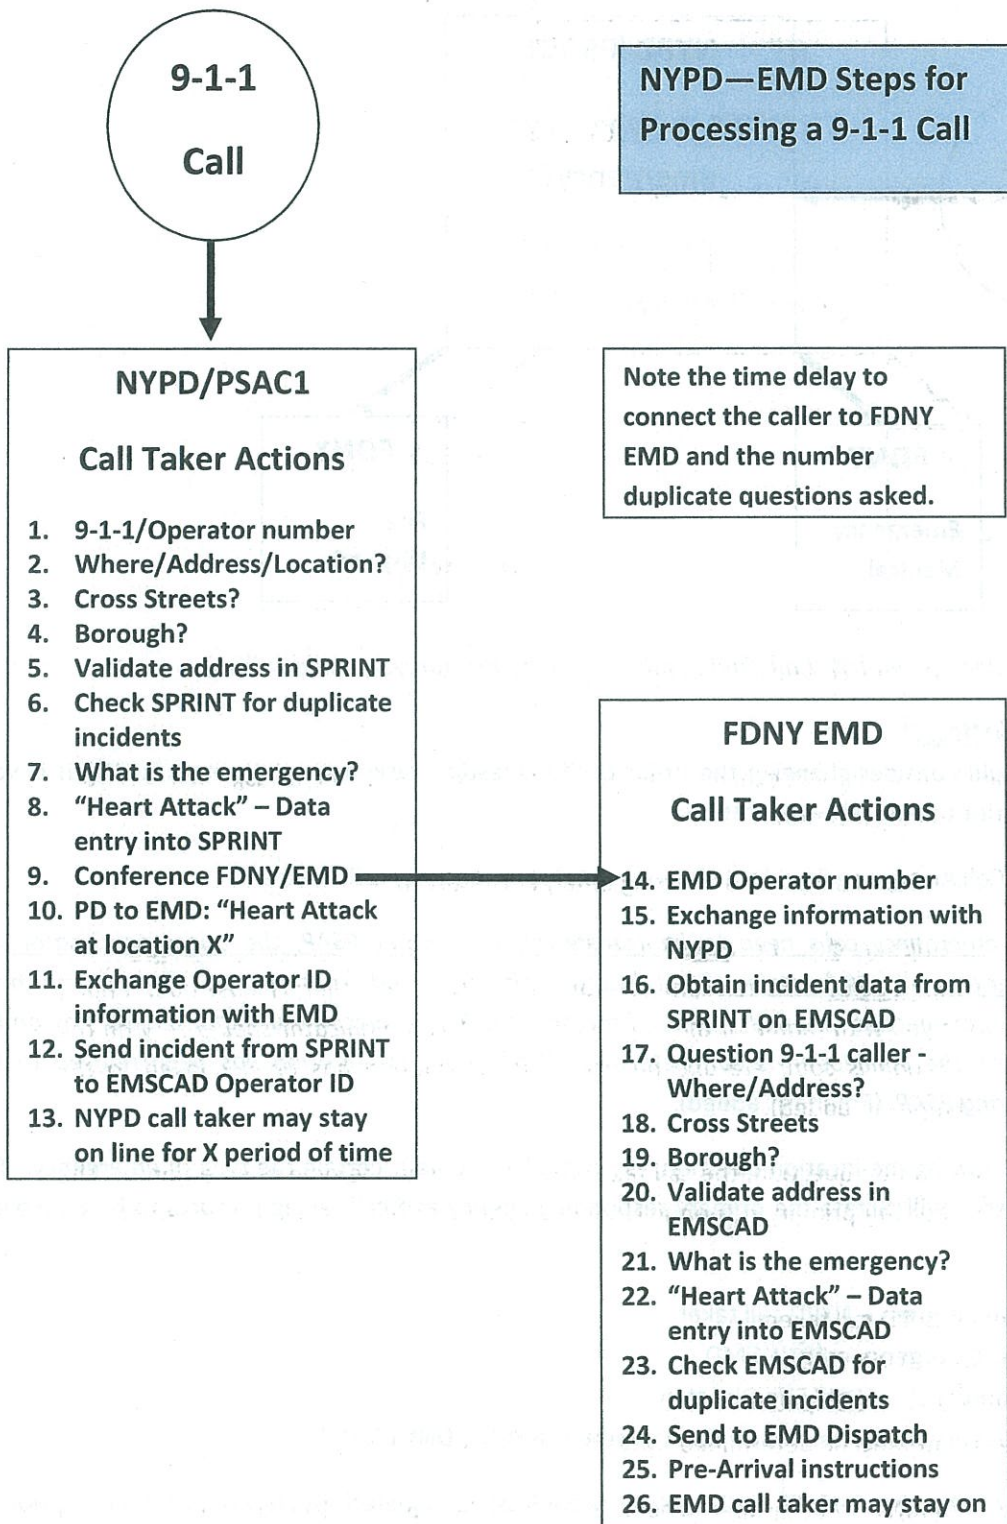 9-1-1
Call
NYPD—EMD Steps for
Processing a 9-1-1 Call
NYPD/PSAC1
Call Taker Actions
1. 9-1-1/Operator number
2. Where/Address/Location?
3. Cross Streets?
4. Borough?
5. Validate address in SPRINT
6. Check SPRINT for duplicate
incidents
7. What is the emergency?
8. “Heart Attack” – Data
entry into SPRINT
9. Conference FDNY/EMD
10. PD to EMD: “Heart Attack
at location X”
11. Exchange Operator ID
information with EMD
12. Send incident from SPRINT
to EMSCAD Operator ID
13. NYPD call taker may stay
on line for X period of time
Note the time delay to
connect the caller to FDNY
EMD and the number
duplicate questions asked.
FDNY EMD
Call Taker Actions
14. EMD Operator number
15. Exchange information with
NYPD
16. Obtain incident data from
SPRINT on EMSCAD
17. Question 9-1-1 caller -
Where/Address?
18. Cross Streets
19. Borough?
20. Validate address in
EMSCAD
21. What is the emergency?
22. “Heart Attack” – Data
entry into EMSCAD
23. Check EMSCAD for
duplicate incidents
24. Send to EMD Dispatch
25. Pre-Arrival instructions
26. EMD call taker may stay on